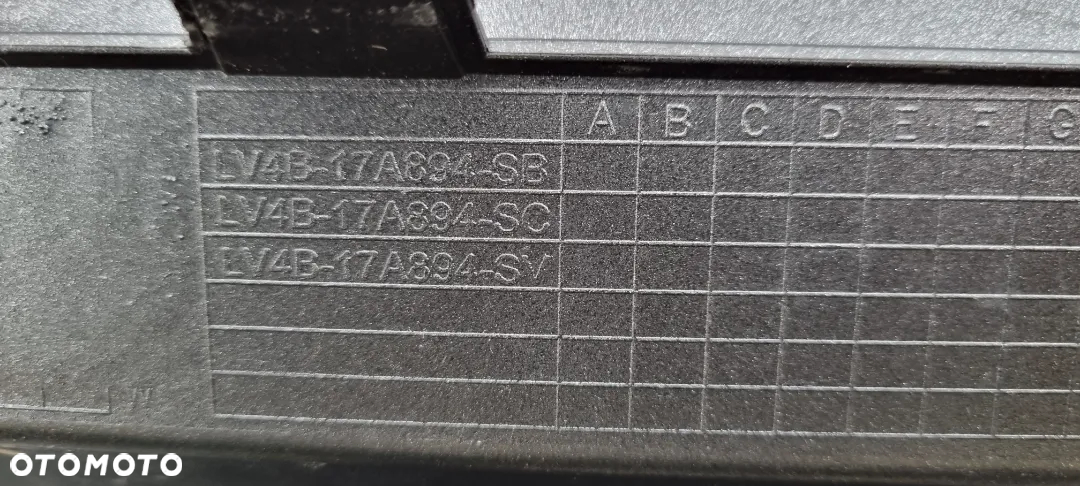 A B C D E F G
LV4B-17A894-SB
LV4B-17A894-SC
LV4B-17A894-SV
OTOMOTO